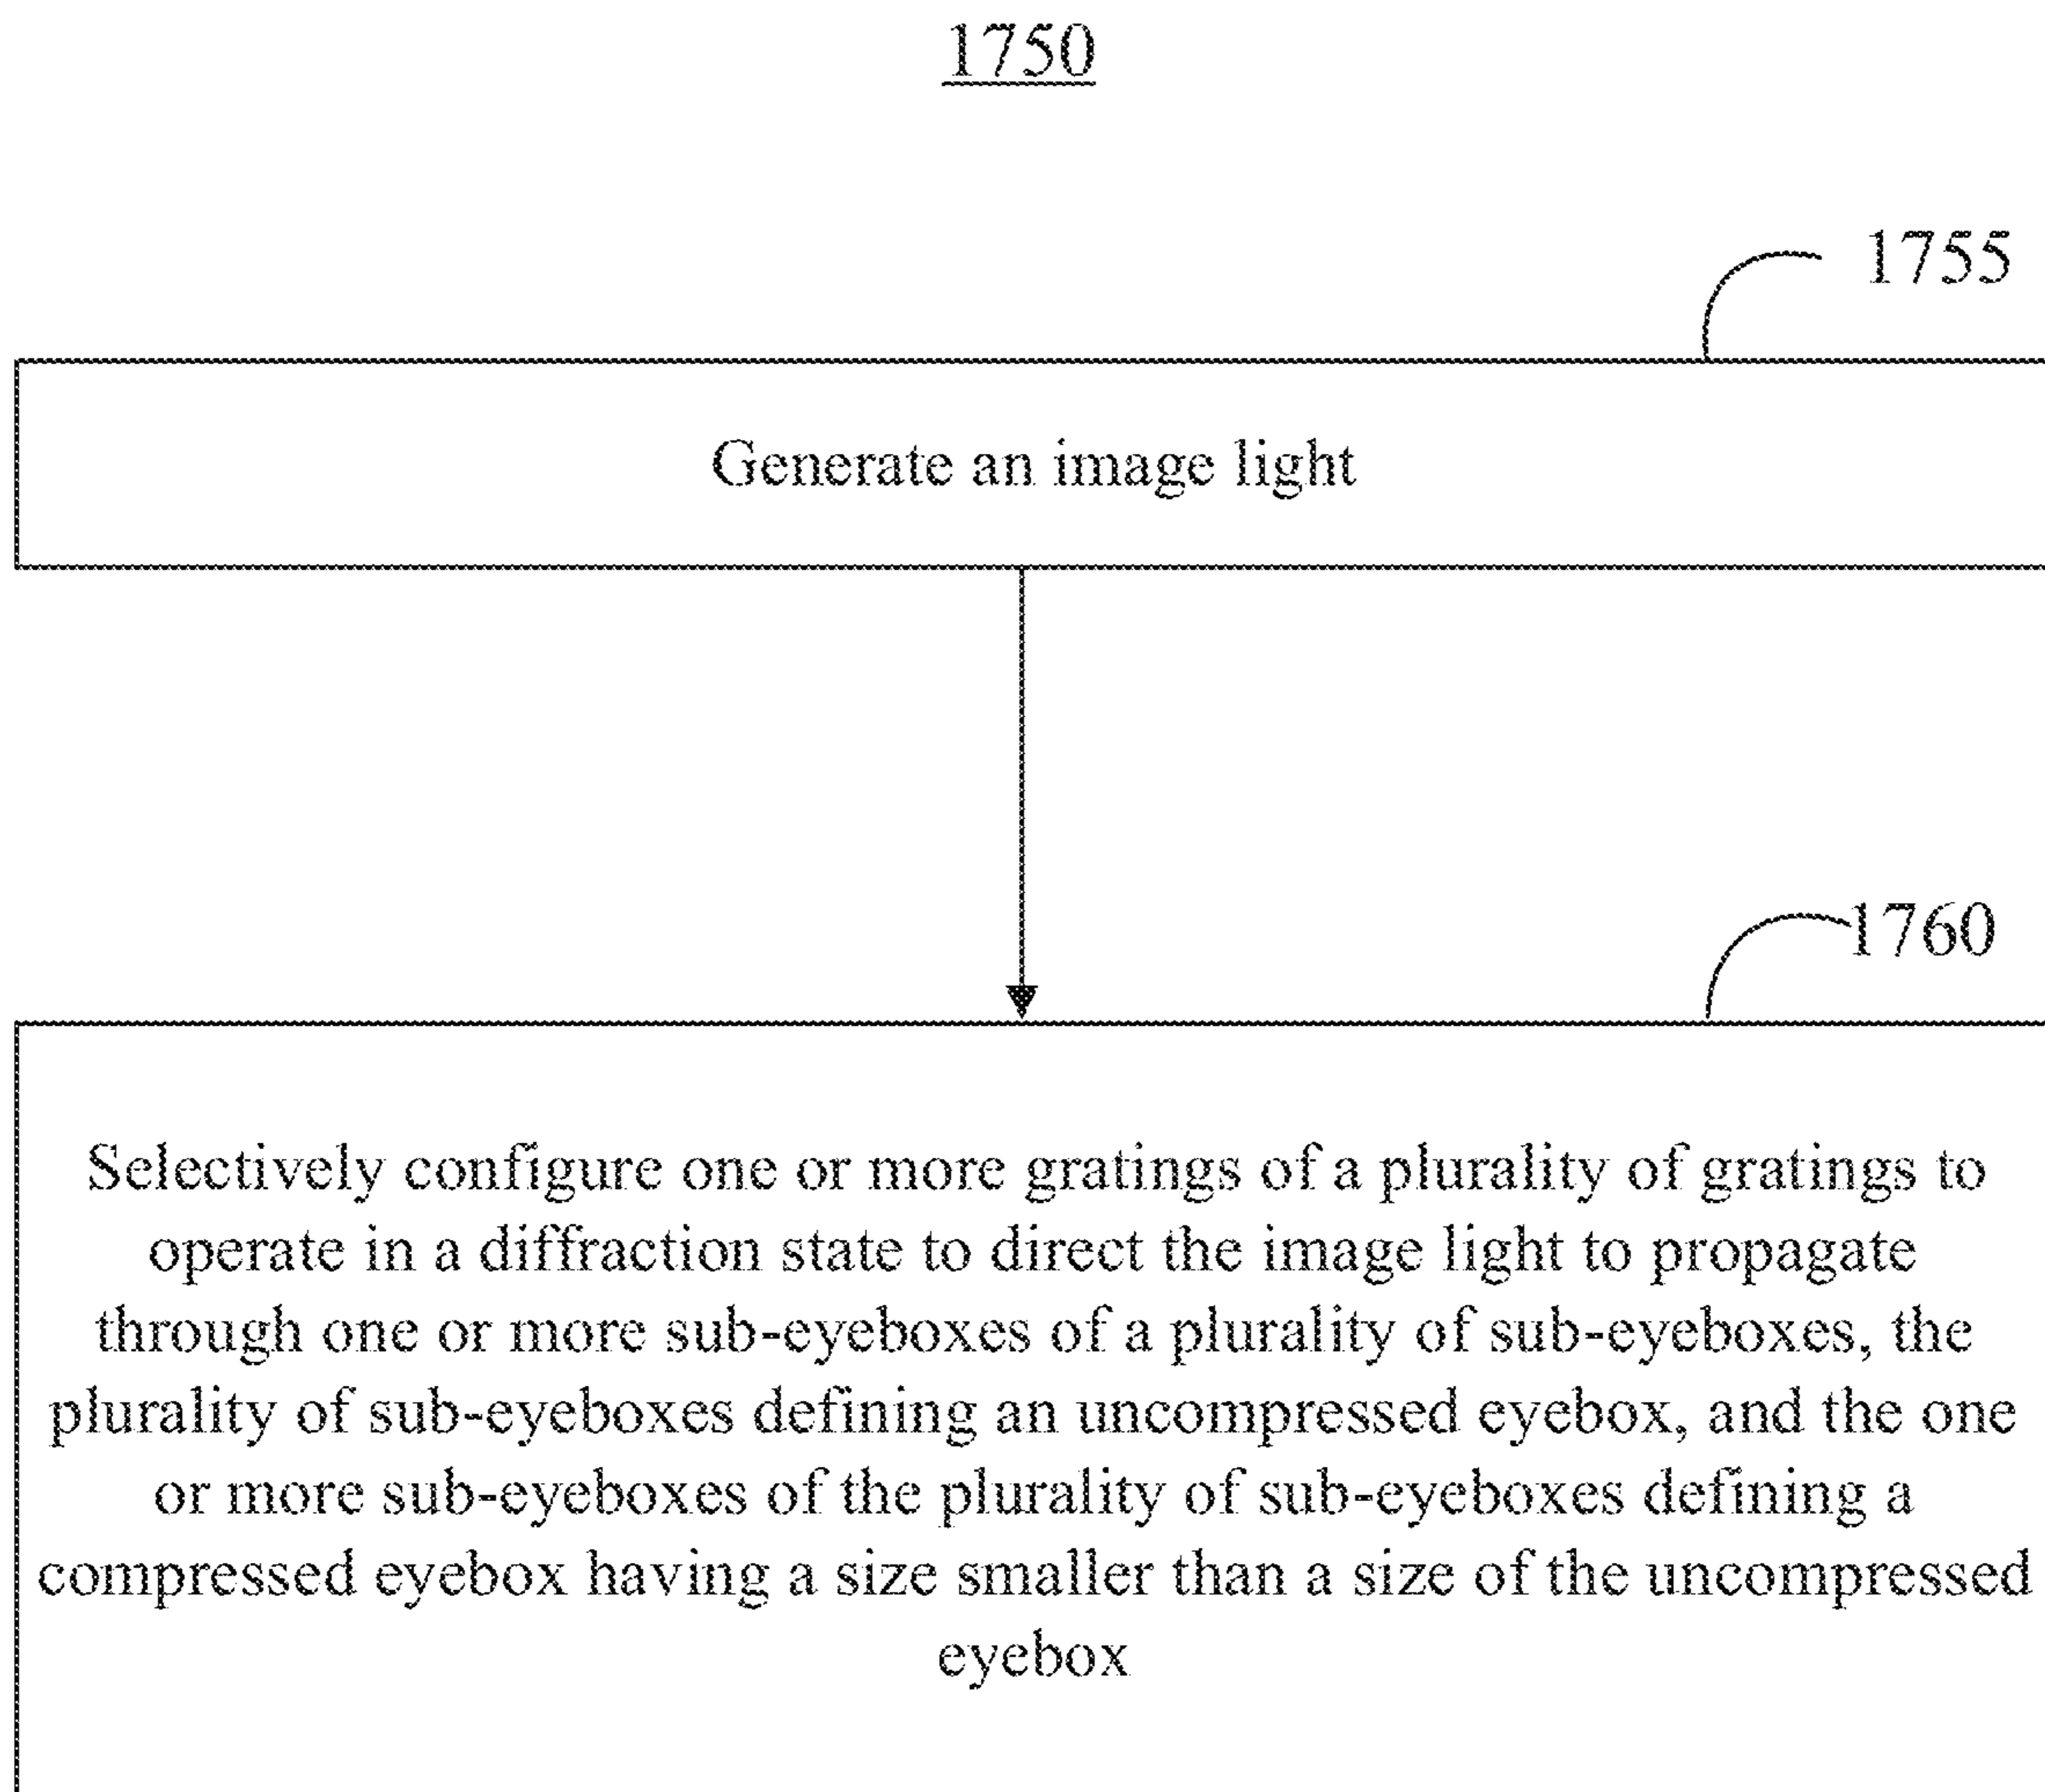 1750
1755
Generate an image light
1760
Selectively configure one or more gratings of a plurality of gratings to
operate in a diffraction state to direct the image light to propagate
through one or more sub-eyeboxes of a plurality of sub-eyeboxes, the
plurality of sub-eyeboxes defining an uncompressed eyebox, and the one
or more sub-eyeboxes of the plurality of sub-eyeboxes defining a
compressed eyebox having a size smaller than a size of the uncompressed
eyebox